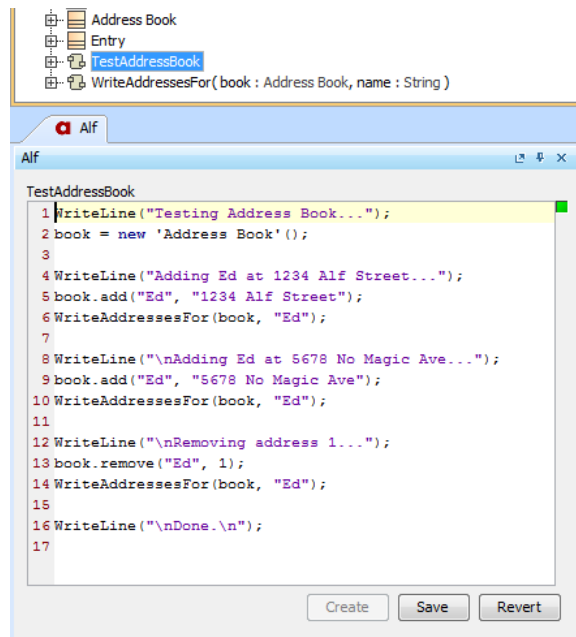 Address Book
Entry
TestAddressBook
WriteAddressesFor( book : Address Book, name : String )
a Alf
Alf
TestAddressBook
1 WriteLine("Testing Address Book...");
2 book = new 'Address Book'();
3
4 WriteLine("Adding Ed at 1234 Alf Street...");
5 book.add("Ed", "1234 Alf Street");
6 WriteAddressesFor(book, "Ed");
7
8 WriteLine("\nAdding Ed at 5678 No Magic Ave...");
9 book.add("Ed", "5678 No Magic Ave");
10 WriteAddressesFor(book, "Ed");
11
12 WriteLine("\nRemoving address 1...");
13 book.remove("Ed", 1);
14 WriteAddressesFor(book, "Ed");
15
16 WriteLine("\nDone.\n");
17
Create Save Revert